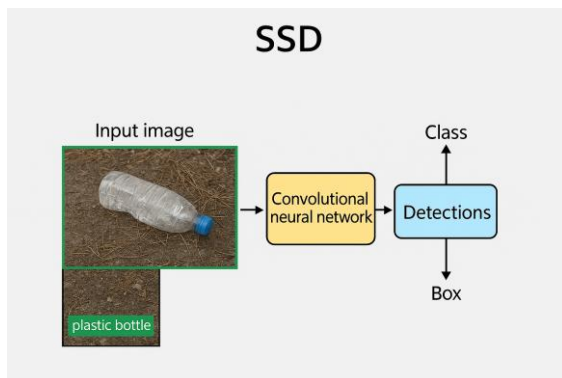 SSD
Input image
Convolutional
neural network
Detections
Class
Box
plastic bottle